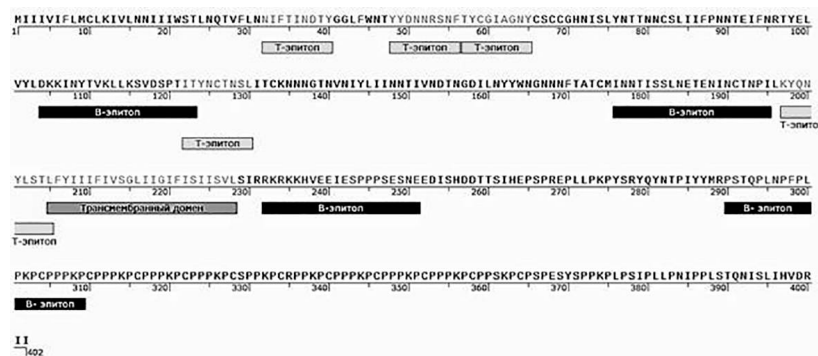 MIIIVIFLMCLKIVLNNIIIWSTLNQTVFLNNIFTINDTYGGLFWNTYYDNNRSNFTYCGIAGNYCSCCGHNISLYNTTNNCSLIIFPNNTEIFNRTYEL
1 10 20 30 40 50 60 70 80 90 100
Т-эпитоп Т-эпитоп Т-эпитоп
VYLDKKINYTVKLLKSVDSPTITYNCTNSLITCKNNNGTNVNIYLIINNTIVNDTNGDILNYYWNGNNNFTATCMINNTISSLNETENINCTNPILKYQN
110 120 130 140 150 160 170 180 190 200
В-эпитоп В-эпитоп Т-эпитоп
Т-эпитоп
YLSTLFYIIIFIVSGLIIGIFISIISVLSIRRKRKKHVEEIESPPPSESNEEDISHDDTTSIHEPSPREPLLPKPYSRYQYNTPIYYMRPSTQPLNPFPL
210 220 230 240 250 260 270 280 290 300
Трансмембранный домен В-эпитоп В- эпитоп
Т-эпитоп
PKPCPPPKPCPPPKPCPPPKPCPPPKPCSPPKPCRPPKPCPPPKPCPPPKPCPPPKPCPPSKPCPSPESYSPPKPLPSIPLLPNIPPLSTQNISLIHVDR
310 320 330 340 350 360 370 380 390 400
В- эпитоп
II
402